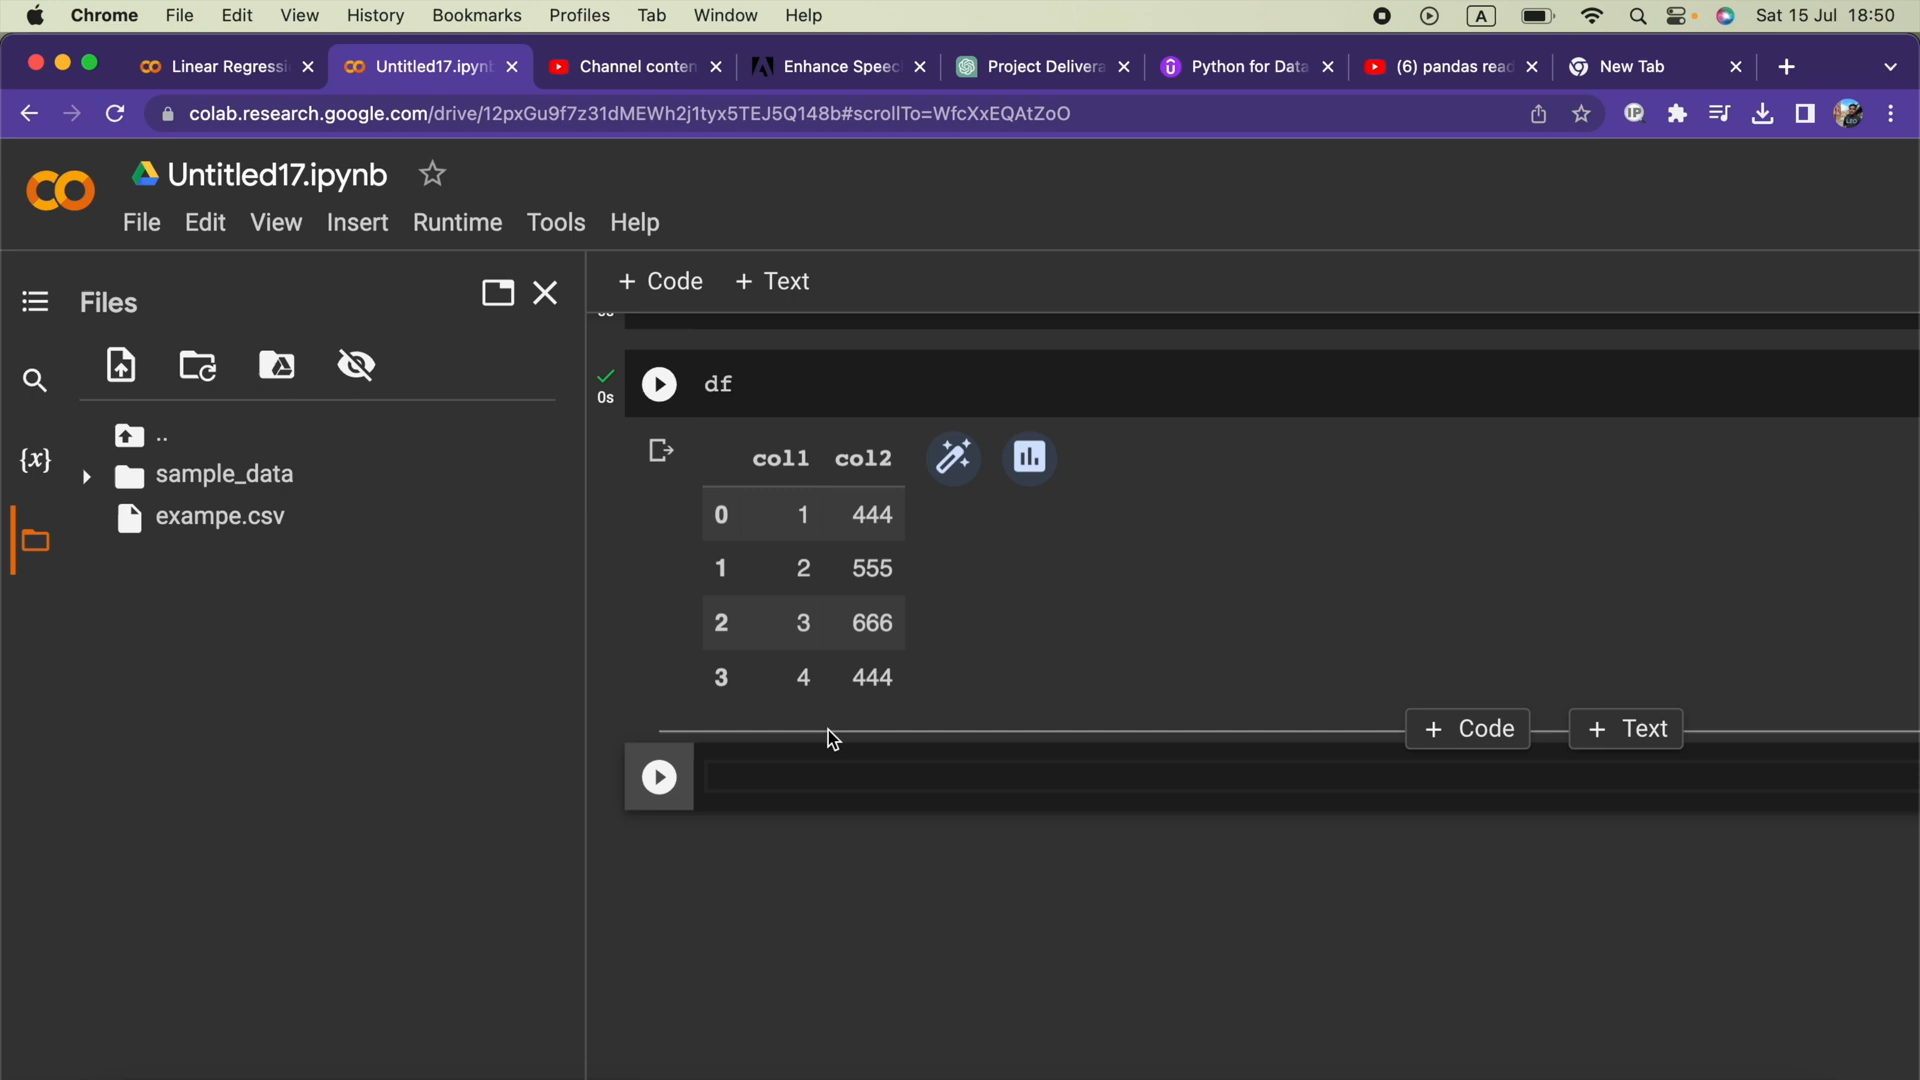 Chrome File Edit View History Bookmarks Profiles Tab Window Help A Sat 15 Jul 18:50
Linear Regressi Untitled17.ipynb Channel conten Enhance Speec Project Delivera Python for Data (6) pandas read New Tab
colab.research.google.com/drive/12pxGu9f7z31dMEWh2j1tyx5TEJ5Q148b#scrollTo=WfcXxEQAtZoO IP
Untitled17.ipynb
File Edit View Insert Runtime Tools Help
+ Code + Text
Files
df
0s
..
{x}
sample_data
exampe.csv
col1 col2
0 1 444
1 2 555
2 3 666
3 4 444
+ Code + Text